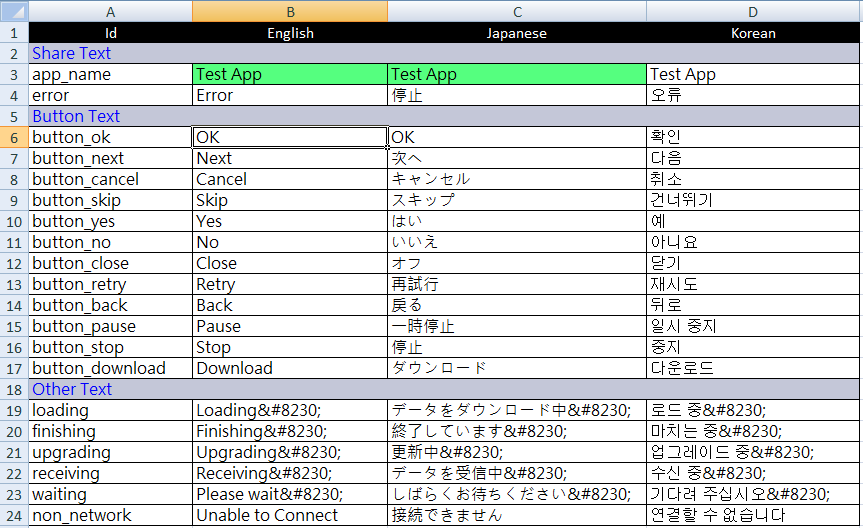 A B C D
1 Id English Japanese Korean
2 Share Text
3 app_name Test App Test App Test App
4 error Error 停止 오류
5 Button Text
6 button_ok OK OK 확인
7 button_next Next 次へ 다음
8 button_cancel Cancel キャンセル 취소
9 button_skip Skip スキップ 건너뛰기
10 button_yes Yes はい 예
11 button_no No いいえ 아니요
12 button_close Close オフ 닫기
13 button_retry Retry 再試行 재시도
14 button_back Back 戻る 뒤로
15 button_pause Pause 一時停止 일시 중지
16 button_stop Stop 停止 중지
17 button_download Download ダウンロード 다운로드
18 Other Text
19 loading Loading&#8230; データをダウンロード中&#8230; 로드 중&#8230;
20 finishing Finishing&#8230; 終了しています&#8230; 마치는 중&#8230;
21 upgrading Upgrading&#8230; 更新中&#8230; 업그레이드 중&#8230;
22 receiving Receiving&#8230; データを受信中&#8230; 수신 중&#8230;
23 waiting Please wait&#8230; しばらくお待ちください&#8230; 기다려 주십시오&#8230;
24 non_network Unable to Connect 接続できません 연결할 수 없습니다